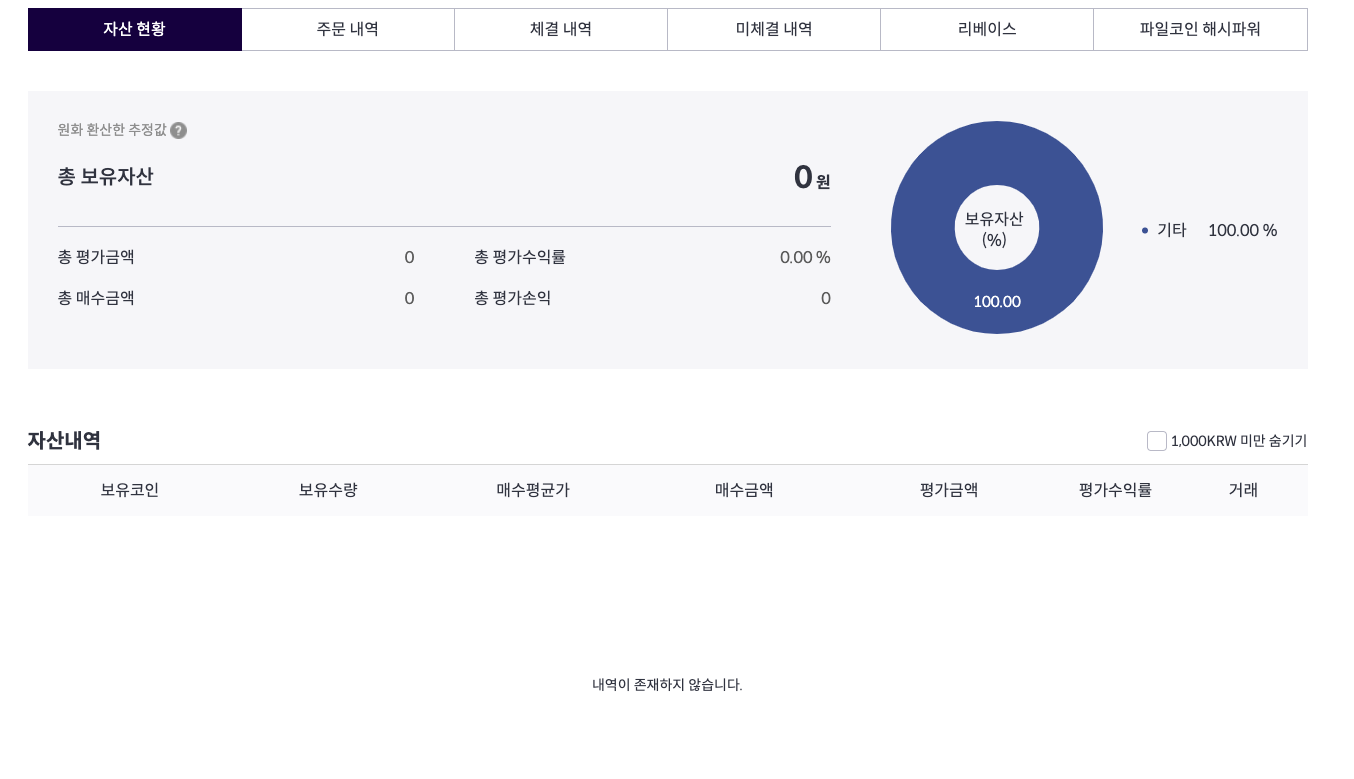 자산 현황 주문 내역 체결 내역 미체결 내역 리베이스 파일코인 해시파워
원화 환산한 추정값 ?
총 보유자산 0 원
총 평가금액 0 총 평가수익률 0.00 %
총 매수금액 0 총 평가손익 0
보유자산
(%)
100.00
• 기타 100.00 %
자산내역 1,000KRW 미만 숨기기
보유코인 보유수량 매수평균가 매수금액 평가금액 평가수익률 거래
내역이 존재하지 않습니다.